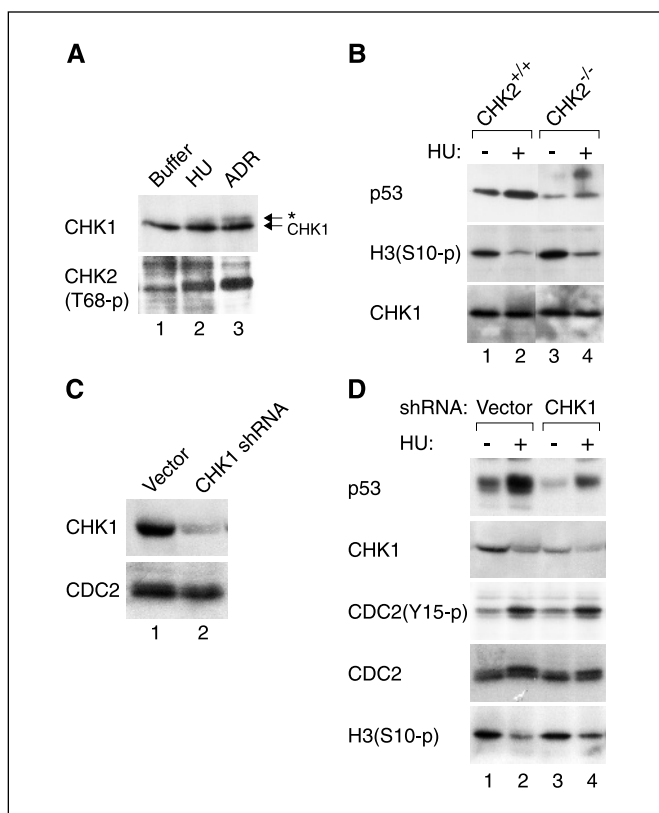 A
Buffer
HU
ADR
CHK1
*
CHK1
CHK2
(T68-p)
1 2 3
B
CHK2+/+ CHK2-/-
HU: - + - +
p53
H3(S10-p)
CHK1
1 2 3 4
C
Vector
CHK1 shRNA
CHK1
CDC2
1 2
D
shRNA: Vector CHK1
HU: - + - +
p53
CHK1
CDC2(Y15-p)
CDC2
H3(S10-p)
1 2 3 4